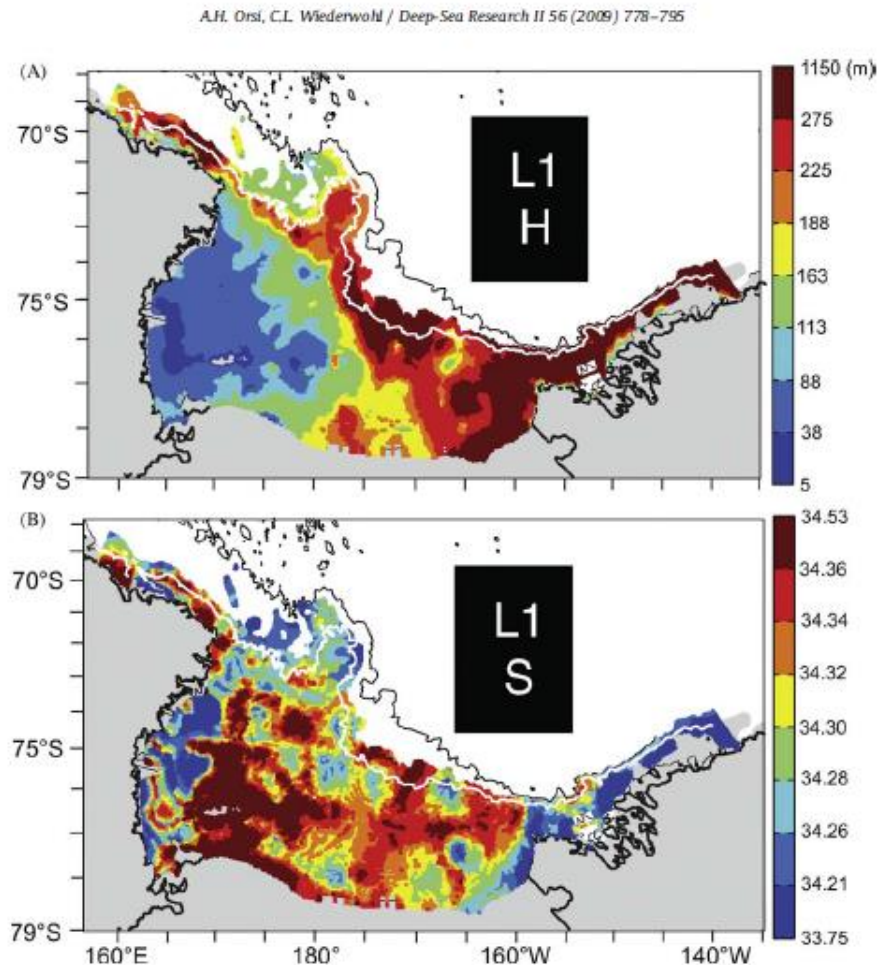 A.H. Orsi, C.L. Wiederwohl / Deep-Sea Research II 56 (2009) 778–795
(A)
1150 (m)
70°S
275
L1
225
H
188
75°S
163
113
88
38
79°S
5
(B)
34.53
70°S
34.36
L1
34.34
S
34.32
75°S
34.30
34.28
34.26
34.21
79°S
33.75
160°E
180°
160°W
140°W